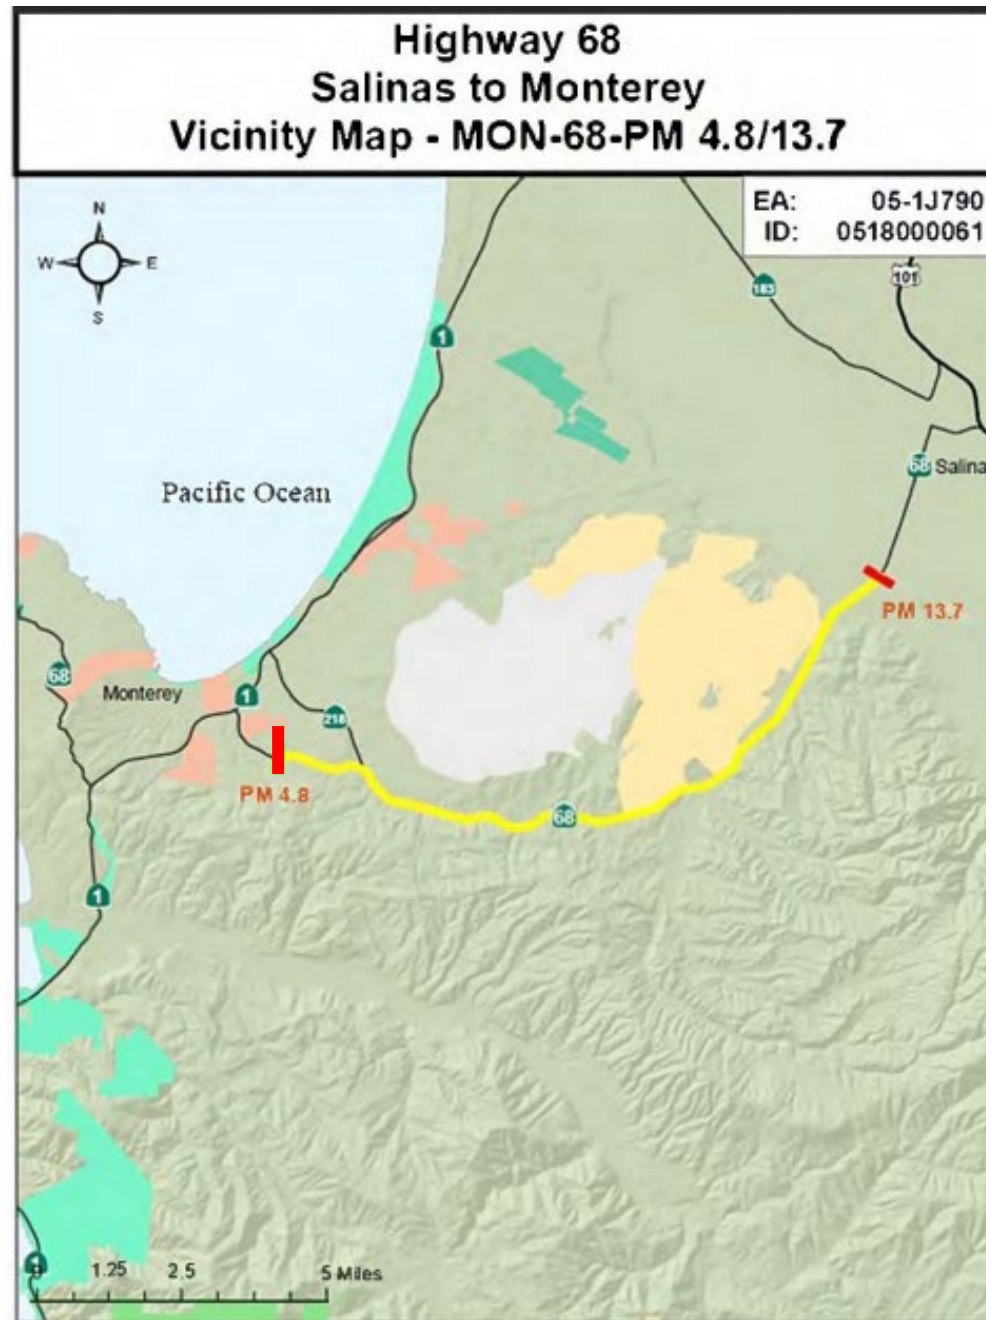 Highway 68
Salinas to Monterey
Vicinity Map - MON-68-PM 4.8/13.7
EA: 05-1J790
ID: 0518000061
N
W E
S
101
183
1
68 Salina
Pacific Ocean
PM 13.7
68
Monterey
1
218
PM 4.8
68
1
1
0 1.25 2.5 5 Miles